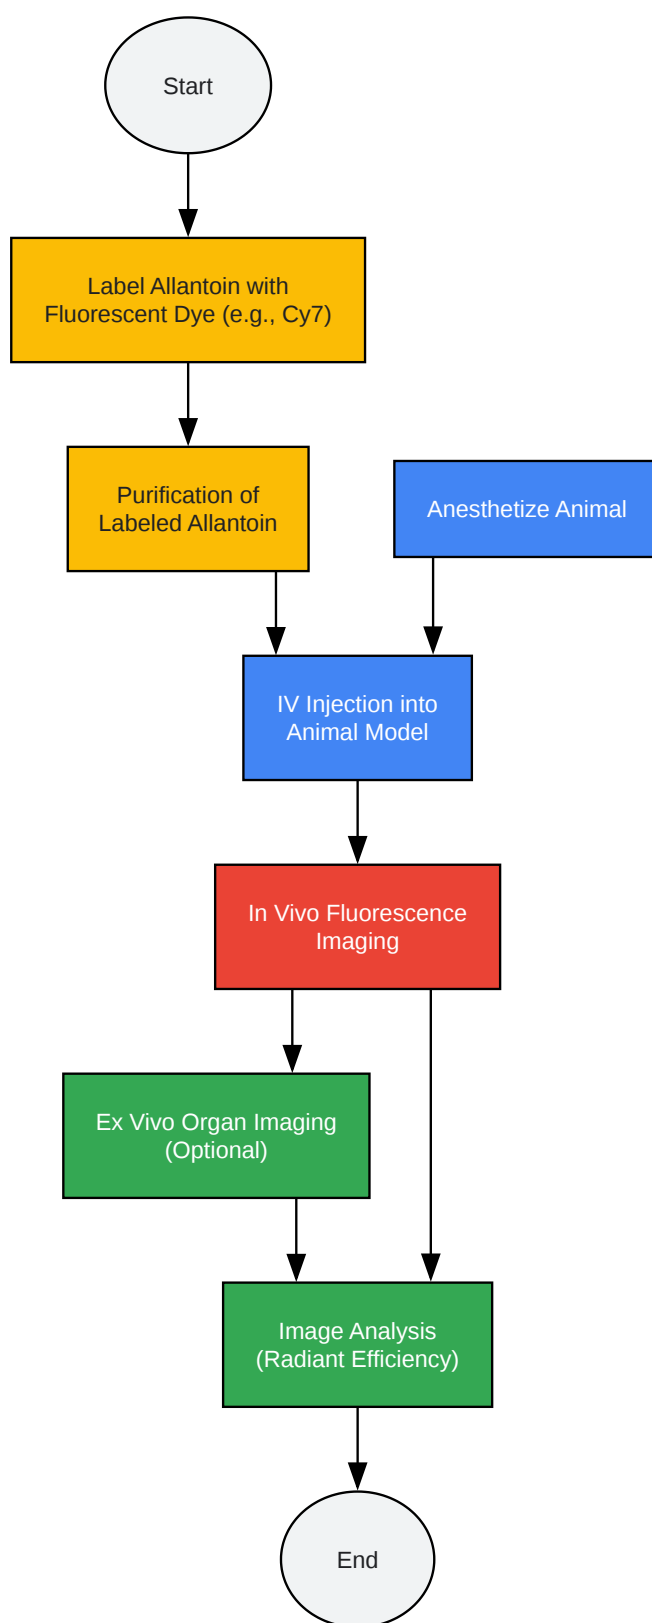 Start
Label Allantoin with
Fluorescent Dye (e.g., Cy7)
Purification of
Labeled Allantoin
Anesthetize Animal
IV Injection into
Animal Model
In Vivo Fluorescence
Imaging
Ex Vivo Organ Imaging
(Optional)
Image Analysis
(Radiant Efficiency)
End